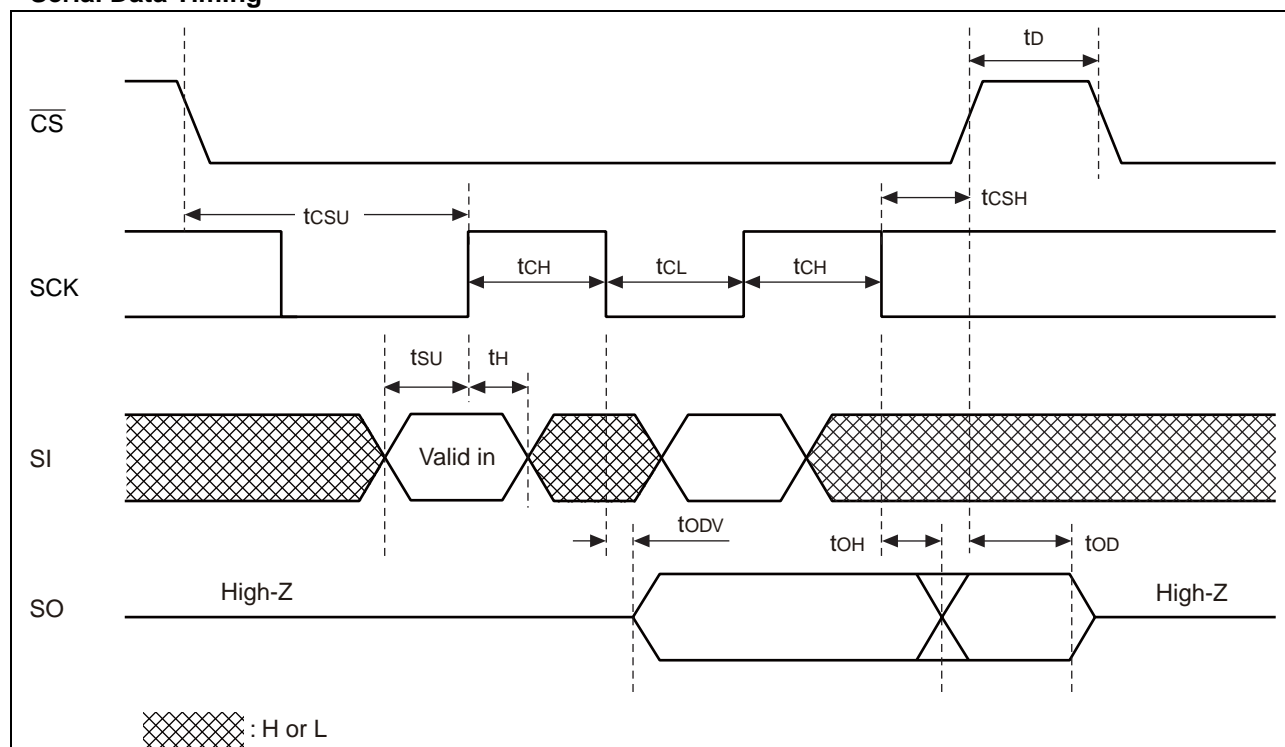 Serial Data Timing
tD
CS
tCSU
tCSH
SCK
tCH
tCL
tCH
tSU
tH
SI
Valid in
tODV
tOH
tOD
SO
High-Z
High-Z
: H or L